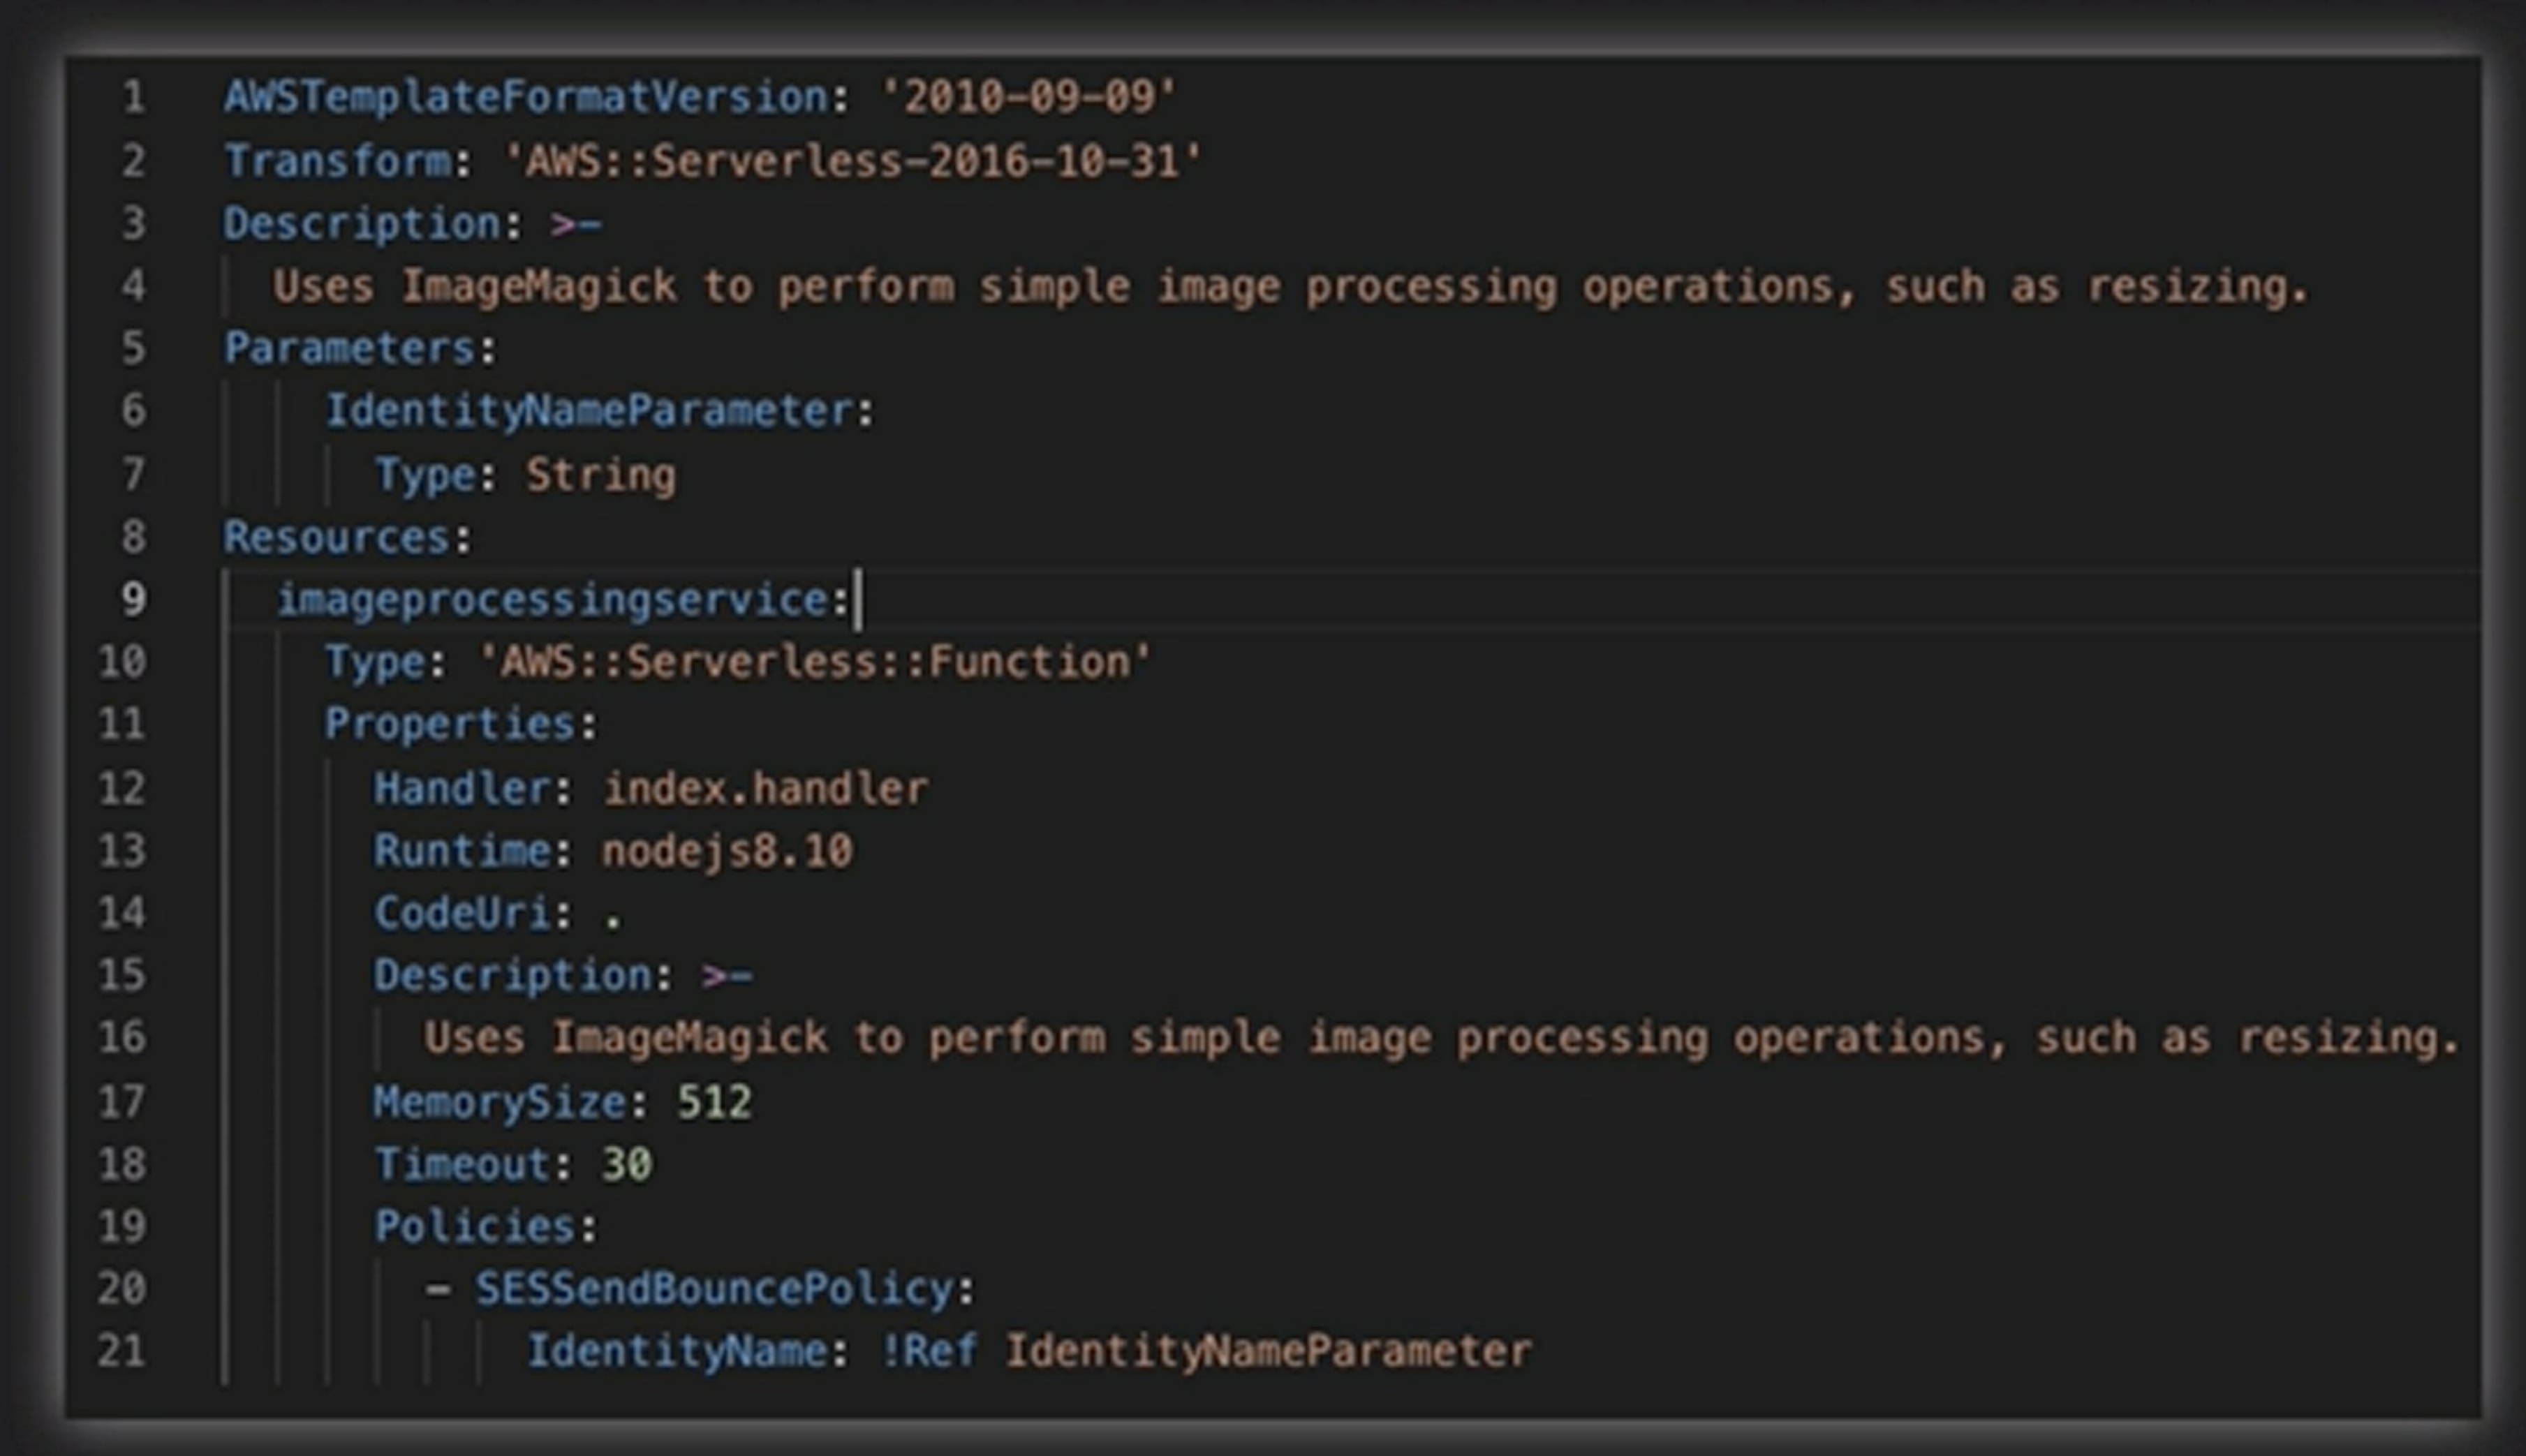 1 AWSTemplateFormatVersion: '2010-09-09'
2 Transform: 'AWS::Serverless-2016-10-31'
3 Description: >-
4 Uses ImageMagick to perform simple image processing operations, such as resizing.
5 Parameters:
6 IdentityNameParameter:
7 Type: String
8 Resources:
9 imageprocessingservice:
10 Type: 'AWS::Serverless::Function'
11 Properties:
12 Handler: index.handler
13 Runtime: nodejs8.10
14 CodeUri: .
15 Description: >-
16 Uses ImageMagick to perform simple image processing operations, such as resizing.
17 MemorySize: 512
18 Timeout: 30
19 Policies:
20 - SESSendBouncePolicy:
21 IdentityName: !Ref IdentityNameParameter